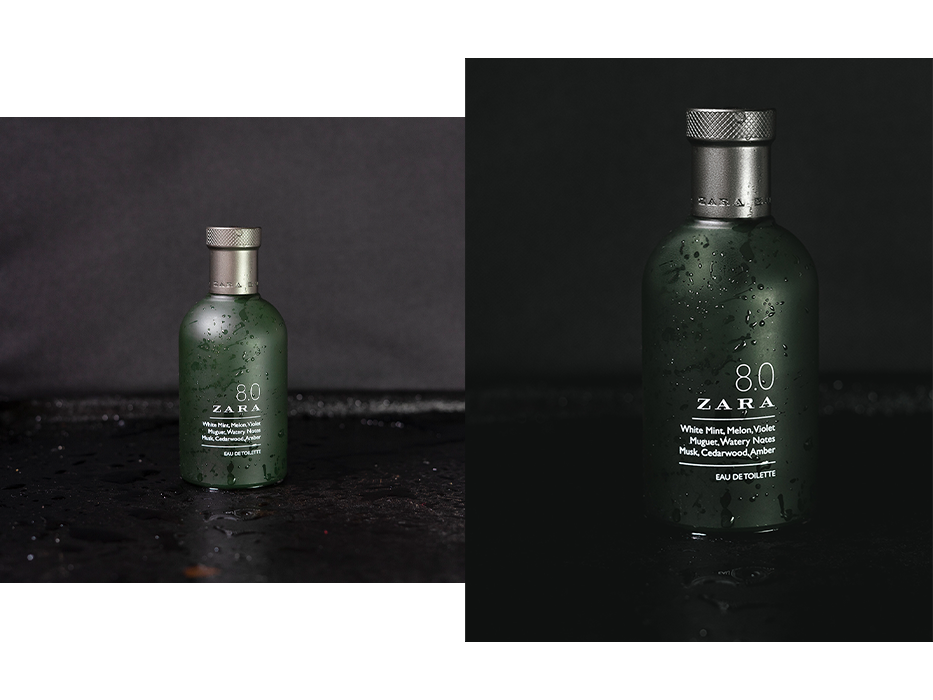 ZARA
8.0
ZARA
White Mint, Melon, Violet
Muguet, Watery Notes
Musk, Cedarwood, Amber
EAU DE TOILETTE
ZARA
8.0
ZARA
White Mint, Melon, Violet
Muguet, Watery Notes
Musk, Cedarwood, Amber
EAU DE TOILETTE